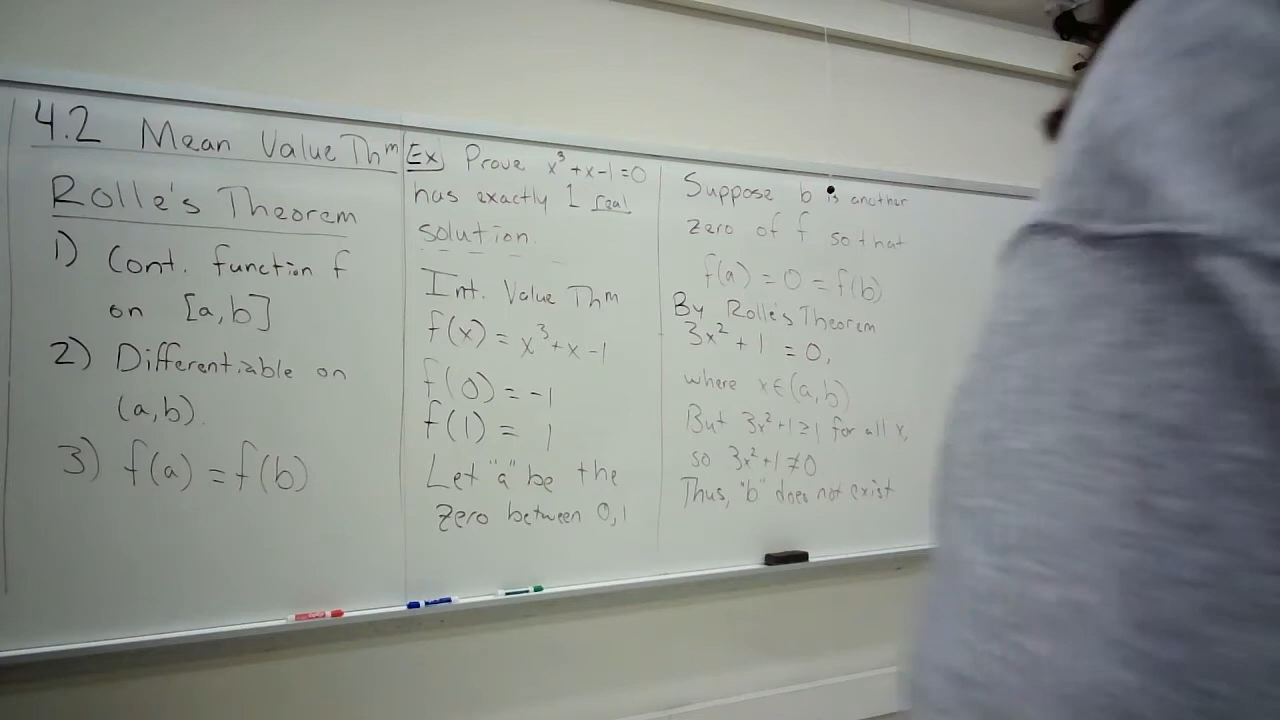 4.2 Mean Value Thm
Rolle's Theorem
1) Cont. function f
on [a,b]
2) Differentiable on
(a,b).
3) f(a) = f(b)
Ex Prove x³+x-1=0
has exactly 1 real
solution.
Int. Value Thm
f(x) = x³+x-1
f(0) = -1
f(1) = 1
Let "a" be the
zero between 0,1
Suppose b is another
zero of f so that
f(a) = 0 = f(b)
By Rolle's Theorem
3x²+1 = 0,
where x∈(a,b)
But 3x²+1≥1 for all x,
so 3x²+1≠0
Thus, "b" does not exist